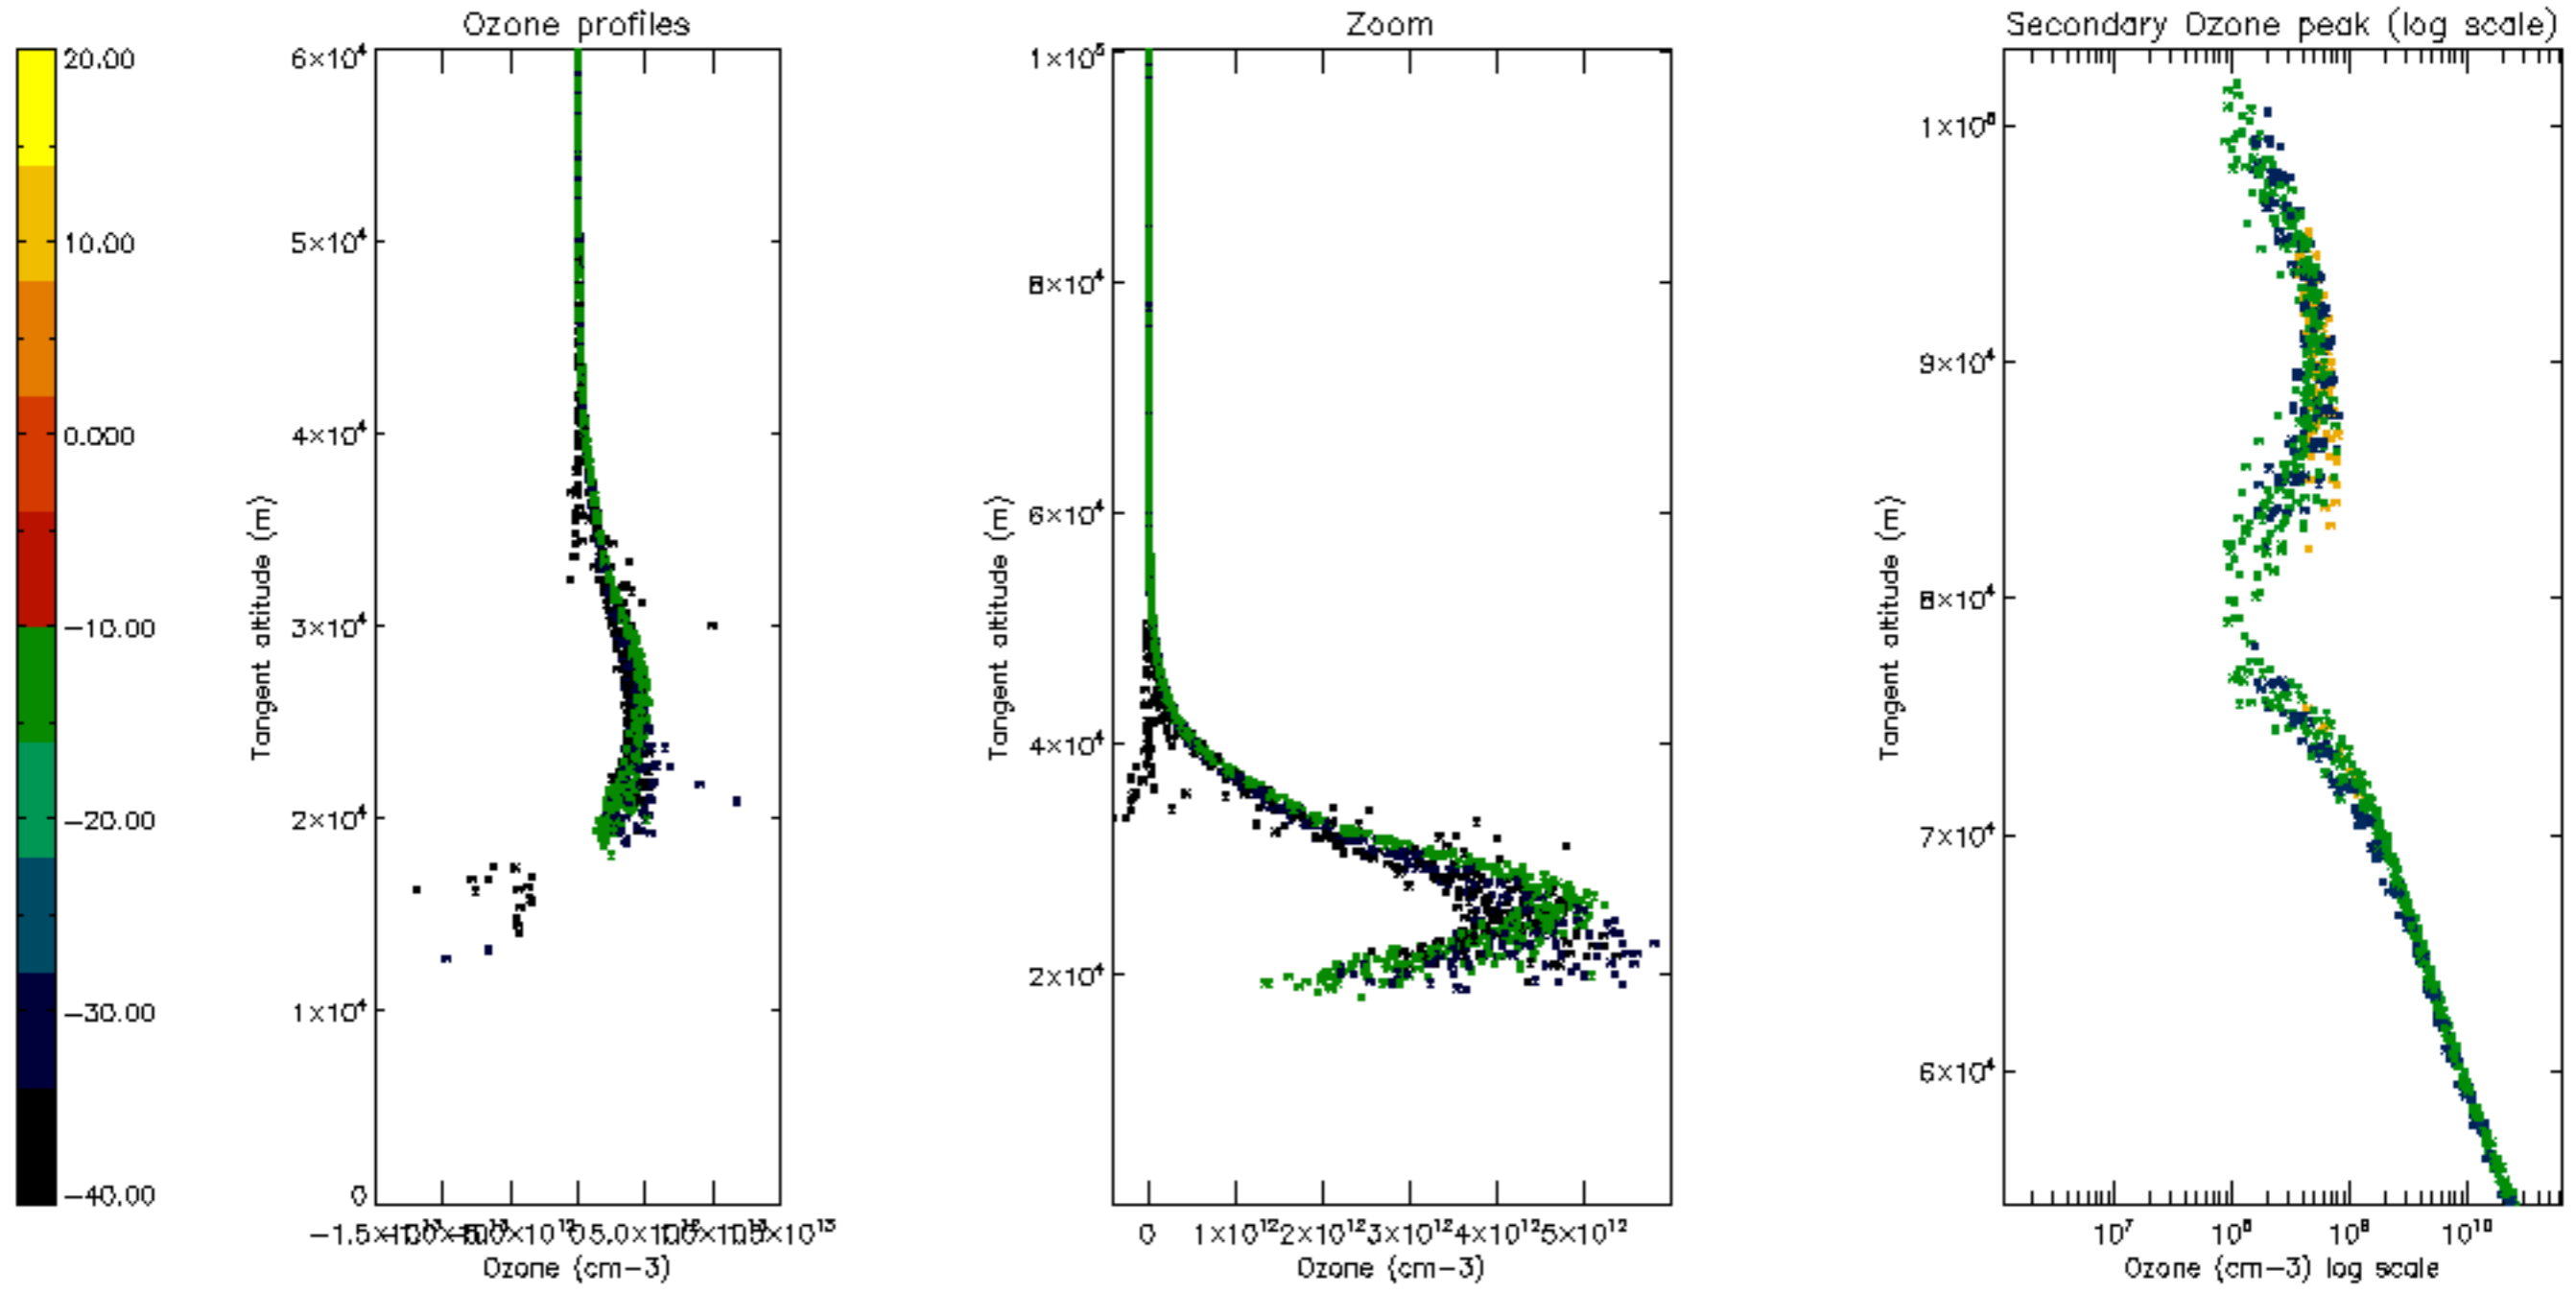 Ozone profiles
Zoom
Secondary Ozone peak (log scale)
20.00
10.00
0.000
-10.00
-20.00
-30.00
-40.00
6×10⁴
5×10⁴
4×10⁴
3×10⁴
2×10⁴
1×10⁴
0
Tangent altitude (m)
Ozone (cm-3)
1×10⁵
8×10⁴
6×10⁴
4×10⁴
2×10⁴
Tangent altitude (m)
0 1×10¹² 2×10¹² 3×10¹² 4×10¹² 5×10¹²
Ozone (cm-3)
1×10⁵
9×10⁴
8×10⁴
7×10⁴
6×10⁴
Tangent altitude (m)
10⁷ 10⁸ 10⁹ 10¹⁰
Ozone (cm-3) log scale